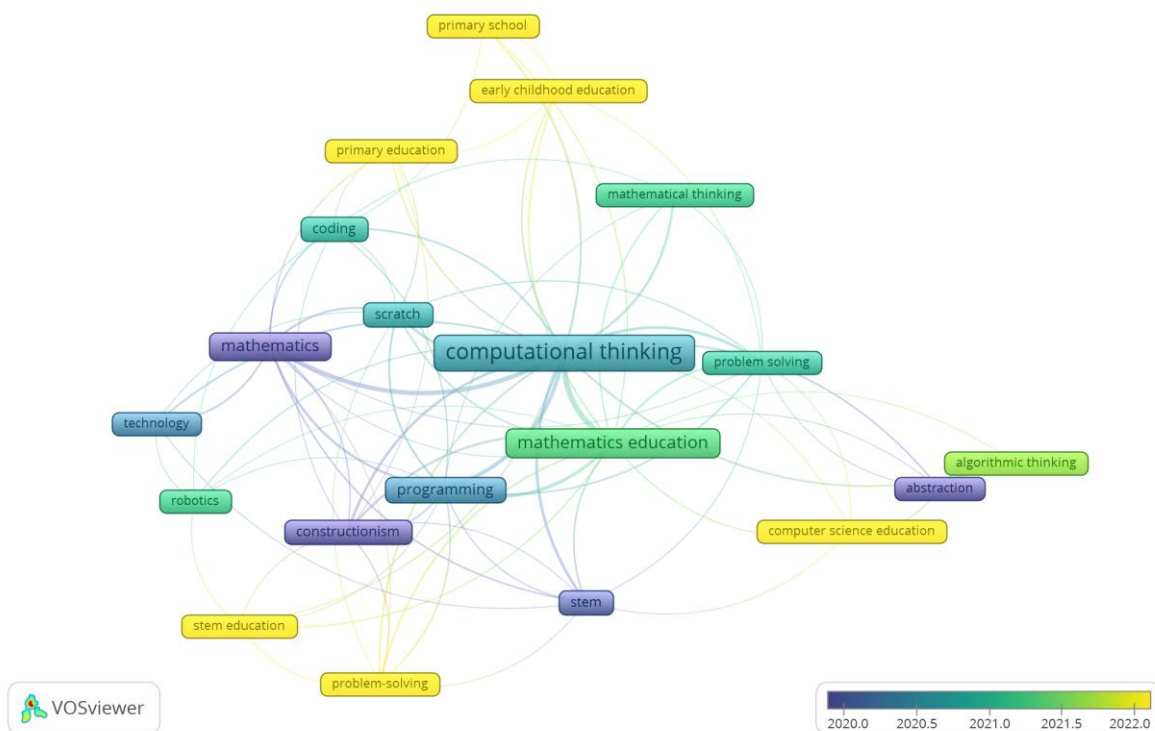 primary school
early childhood education
primary education
mathematical thinking
coding
scratch
mathematics
computational thinking
problem solving
technology
mathematics education
algorithmic thinking
programming
abstraction
robotics
constructionism
computer science education
stem
stem education
problem-solving
VOSviewer
2020.0 2020.5 2021.0 2021.5 2022.0